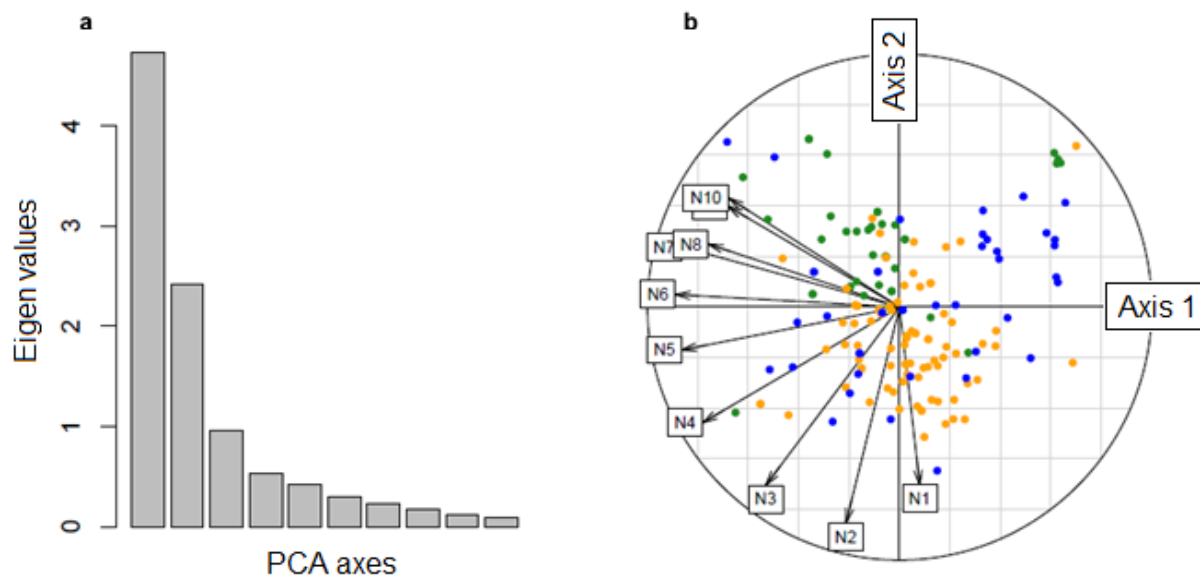 a
Eigen values
4
3
2
1
0
PCA axes
b
Axis 2
Axis 1
N10
N7
N8
N6
N5
N4
N3
N2
N1